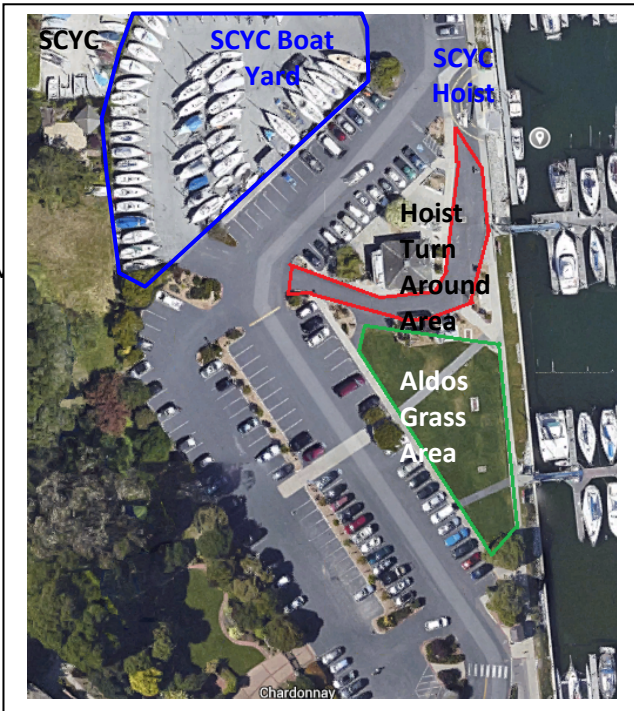 SCYC
SCYC Boat
Yard
SCYC
Hoist
Hoist
Turn
Around
Area
Aldos
Grass
Area
Chardonnay